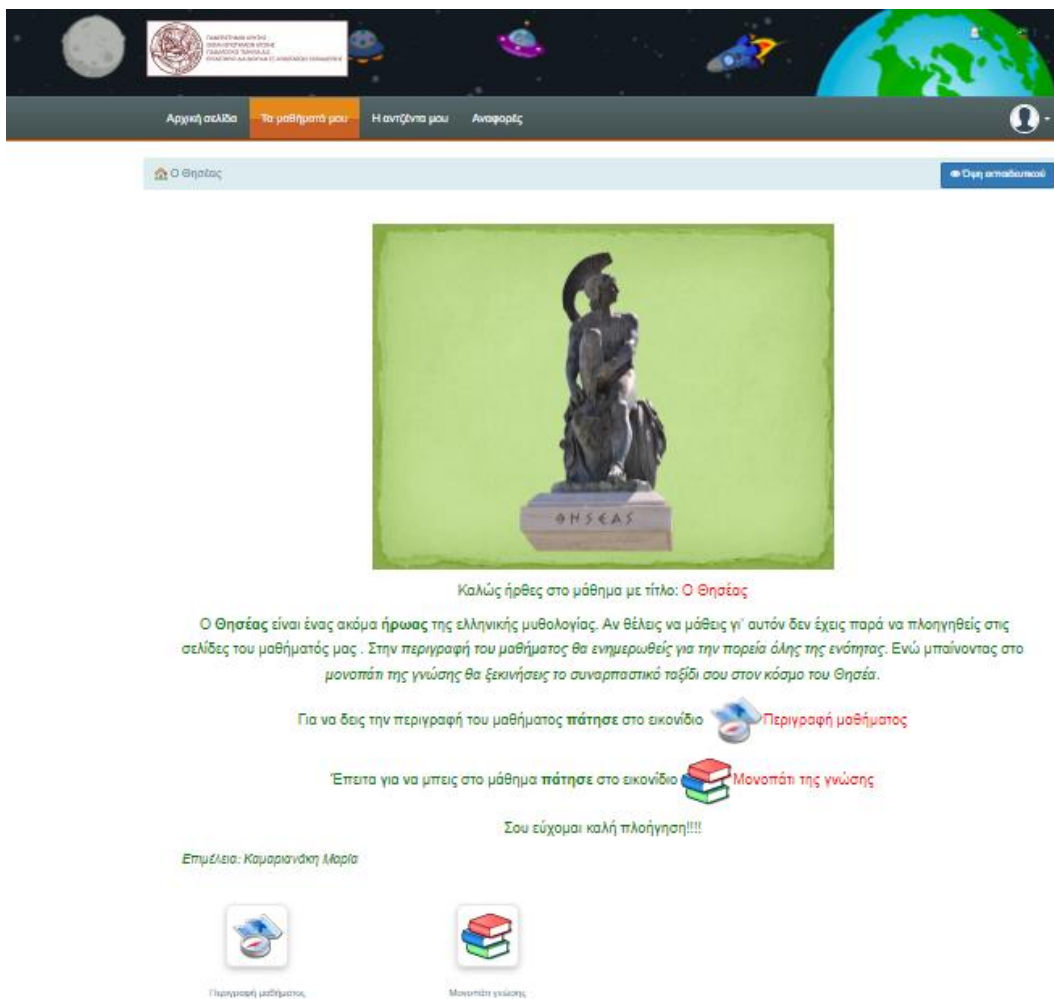 ΠΑΝΕΠΙΣΤΗΜΙΟ ΚΡΗΤΗΣ
Αρχική σελίδα Τα μαθήματά μου Η αντζέντα μου Αναφορές
Ο Θησέας Όψη εκπαιδευτικού
ΘΗΣΕΑΣ
Καλώς ήρθες στο μάθημα με τίτλο: Ο Θησέας
Ο Θησέας είναι ένας ακόμα ήρωας της ελληνικής μυθολογίας. Αν θέλεις να μάθεις γι' αυτόν δεν έχεις παρά να πλοηγηθείς στις
σελίδες του μαθήματός μας . Στην περιγραφή του μαθήματος θα ενημερωθείς για την πορεία όλης της ενότητας. Ενώ μπαίνοντας στο
μονοπάτι της γνώσης θα ξεκινήσεις το συναρπαστικό ταξίδι σου στον κόσμο του Θησέα.
Για να δεις την περιγραφή του μαθήματος πάτησε στο εικονίδιο Περιγραφή μαθήματος
Έπειτα για να μπεις στο μάθημα πάτησε στο εικονίδιο Μονοπάτι της γνώσης
Σου εύχομαι καλή πλοήγηση!!!!
Επιμέλεια: Καμαριανάκη Μαρία
Περιγραφή μαθήματος Μονοπάτι γνώσης